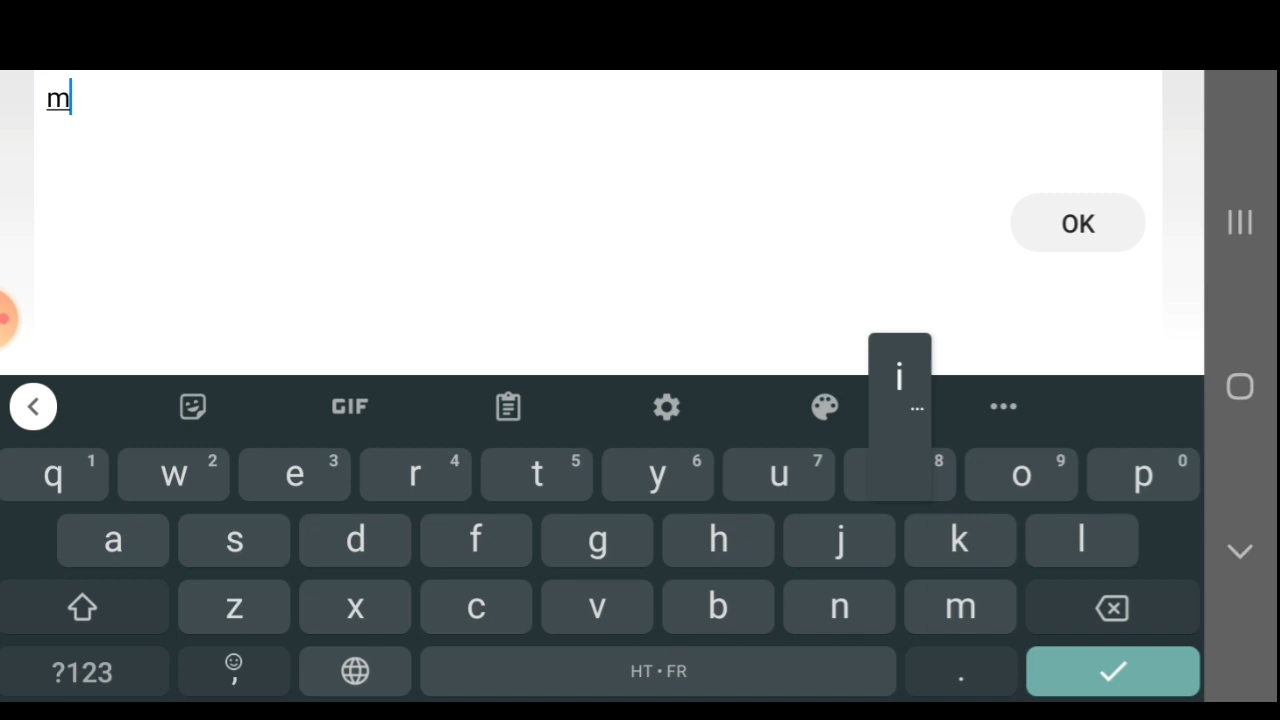 m
OK
i
...
GIF
q 1 w 2 e 3 r 4 t 5 y 6 u 7 8 o 9 p 0
a s d f g h j k l
z x c v b n m
?123 , HT • FR .